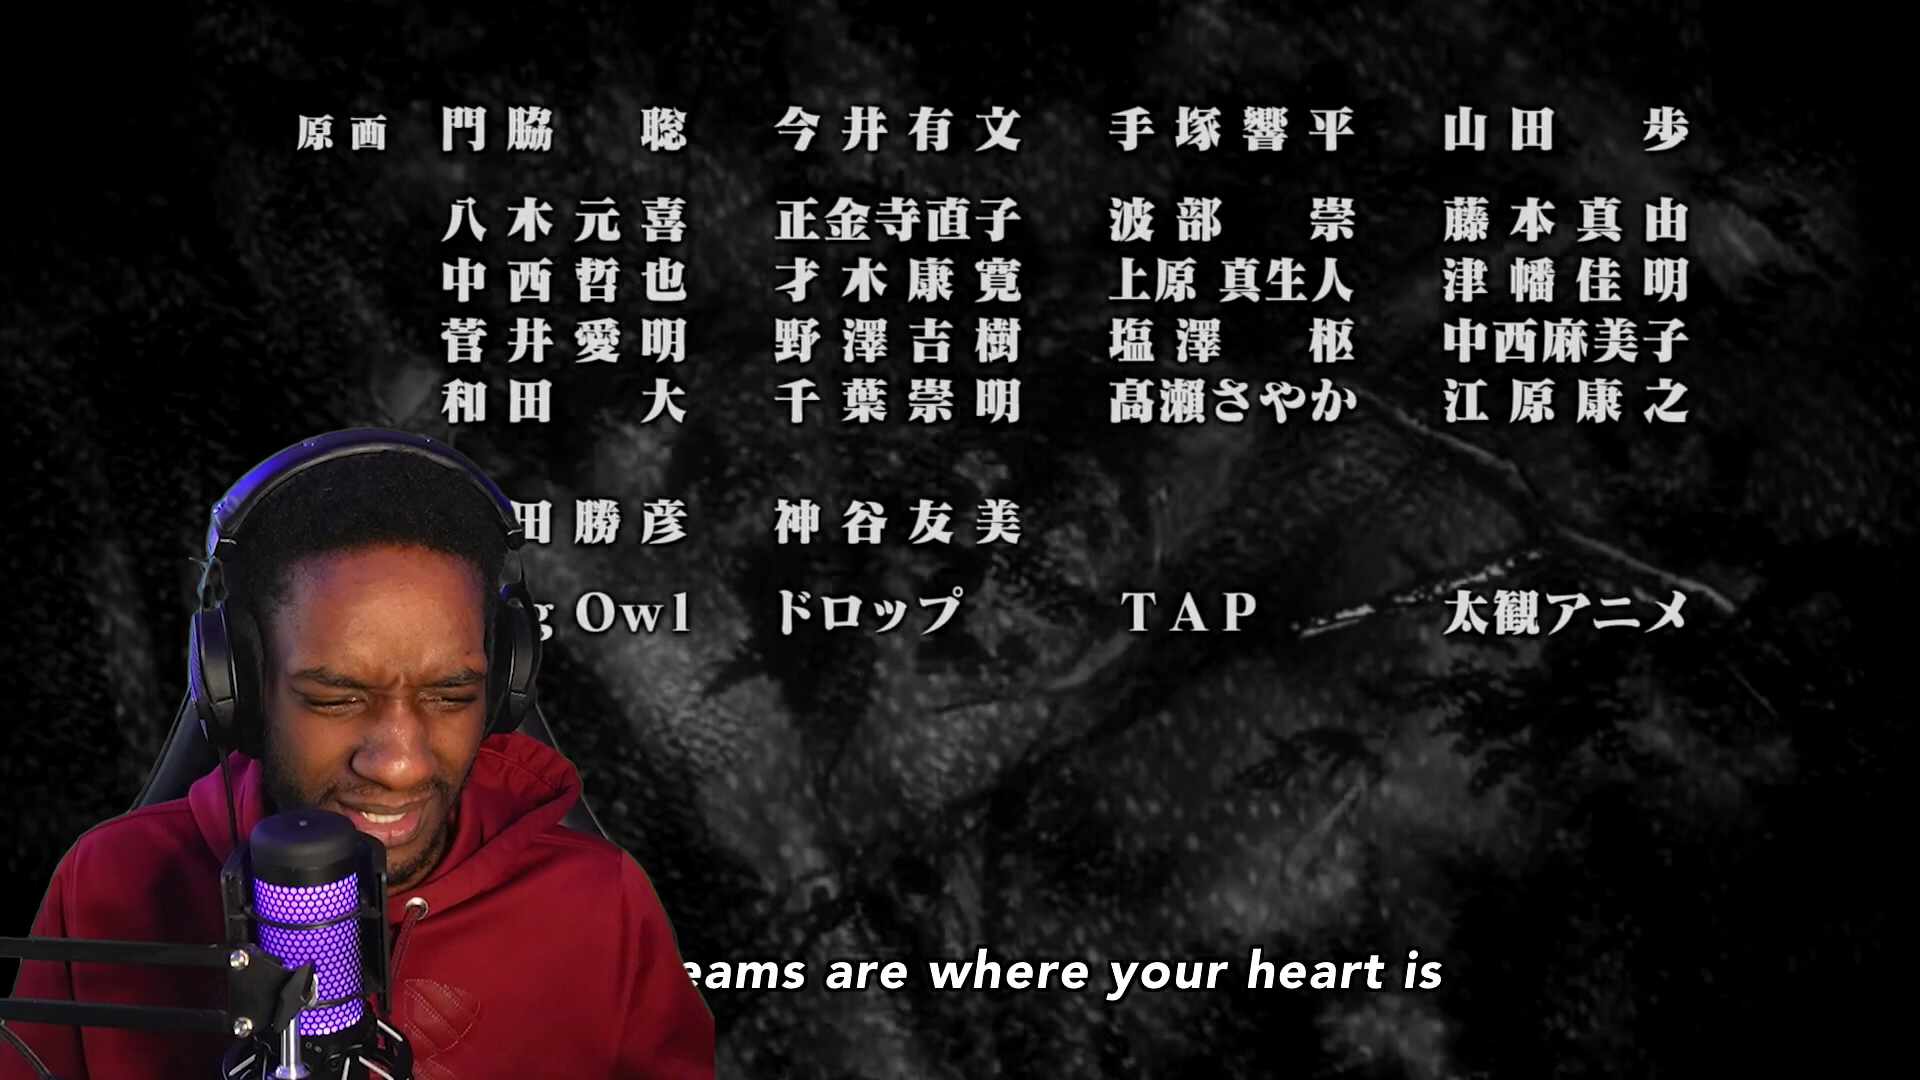 原画 門脇 聡 今井有文 手塚響平 山田 歩
八木元喜 正金寺直子 波部 崇 藤本真由
中西哲也 才木康寛 上原真生人 津幡佳明
菅井愛明 野澤吉樹 塩澤 枢 中西麻美子
和田 大 千葉崇明 髙瀬さやか 江原康之
田勝彦 神谷友美
g Owl ドロップ TAP 太観アニメ
eams are where your heart is